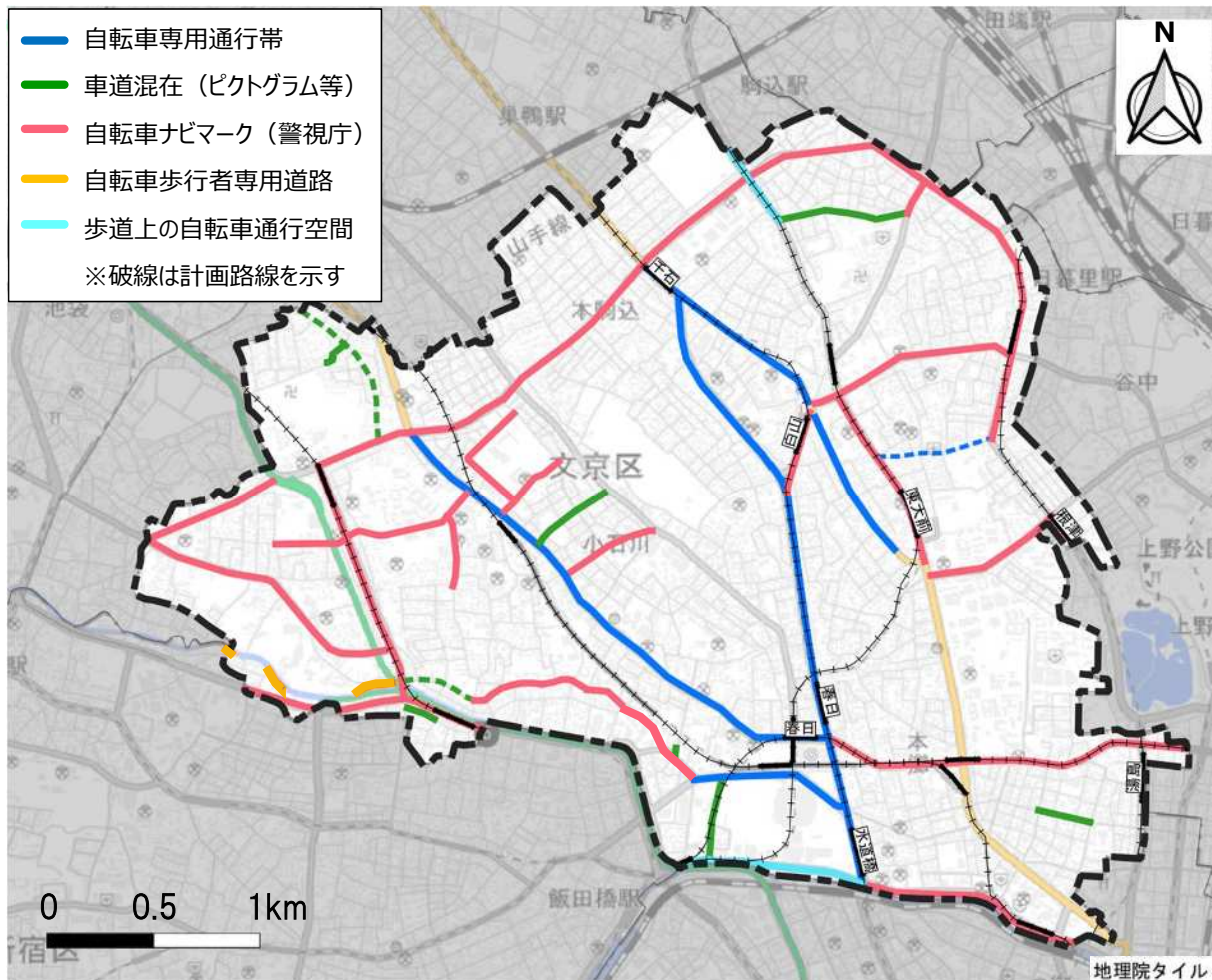 自転車専用通行帯
車道混在（ピクトグラム等）
自転車ナビマーク（警視庁）
自転車歩行者専用道路
歩道上の自転車通行空間
※破線は計画路線を示す
N
田端駅
駒込駅
巣鴨駅
山手線
日暮
日暮里駅
千石
本駒込
池袋
谷中
白山
文京区
東大前
根津
小石川
上野公
上野
駅
春日
春日
本郷
湯島
水道橋
飯田橋駅
0 0.5 1km
新宿区
地理院タイル